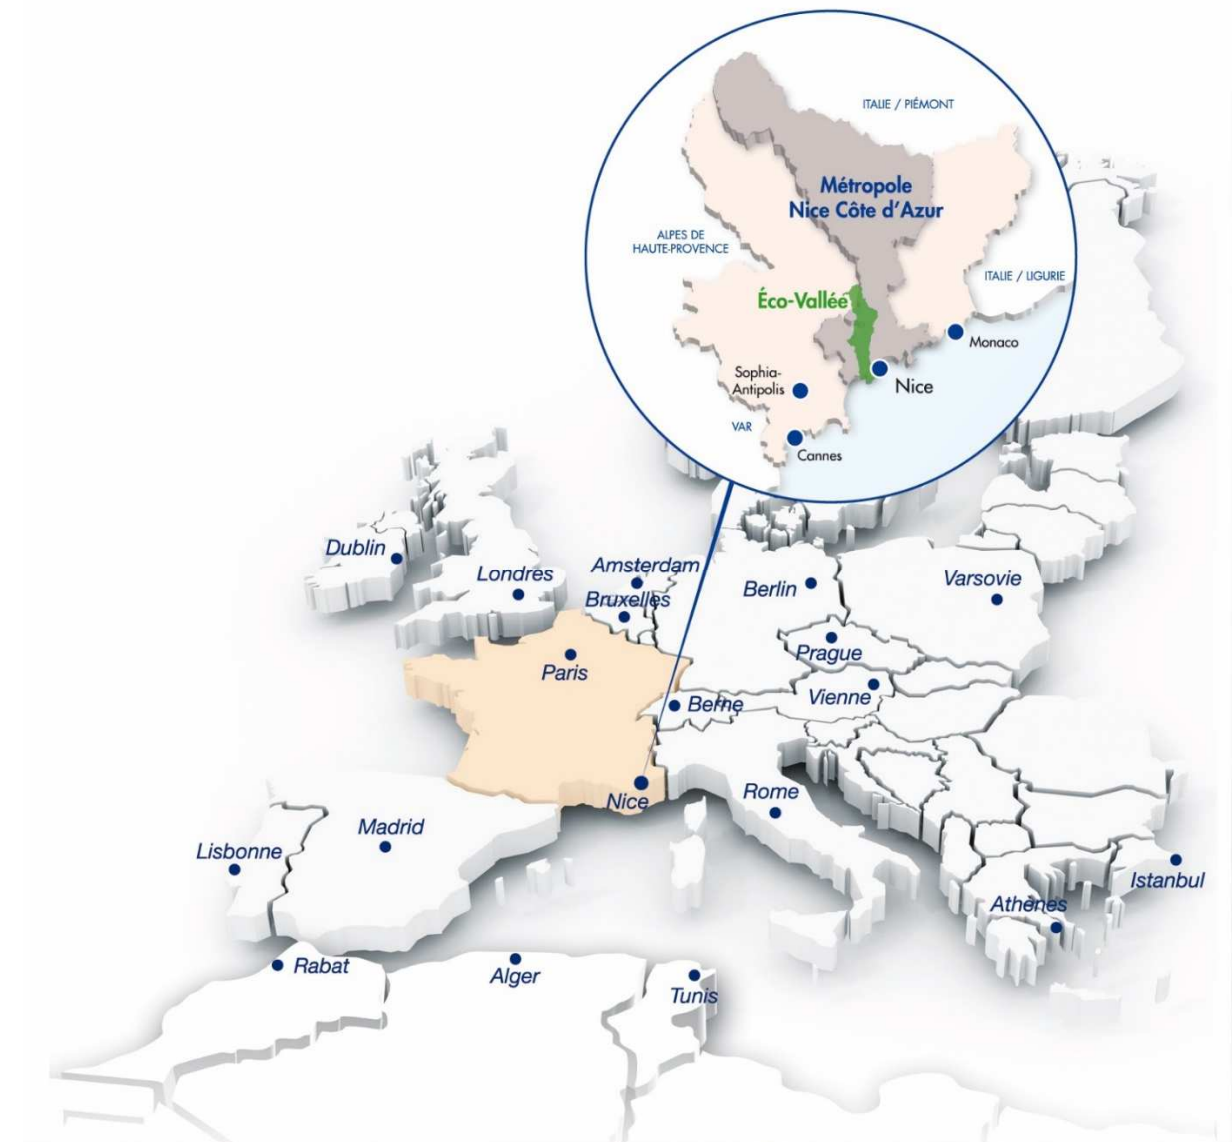 ITALIE / PIÉMONT
Métropole
Nice Côte d'Azur
ALPES DE
HAUTE-PROVENCE
ITALIE / LIGURIE
Éco-Vallée
Monaco
Sophia-
Antipolis
Nice
VAR
Cannes
Dublin
Londres
Amsterdam
Bruxelles
Berlin
Varsovie
Prague
Paris
Berne
Vienne
Nice
Rome
Madrid
Lisbonne
Istanbul
Athènes
Rabat
Alger
Tunis